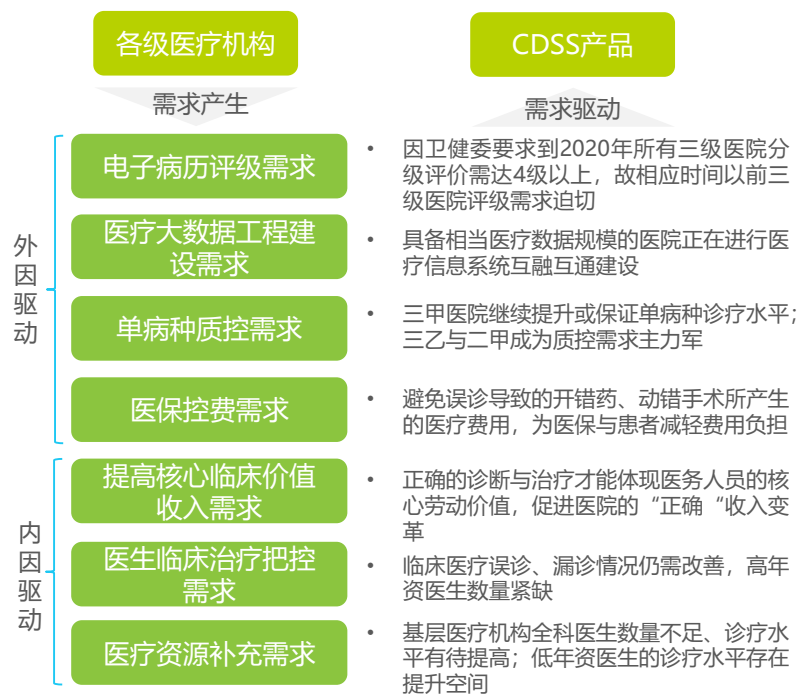 各级医疗机构
CDSS产品
需求产生
需求驱动
外因驱动
电子病历评级需求
• 因卫健委要求到2020年所有三级医院分
级评价需达4级以上，故相应时间以前三
级医院评级需求迫切
医疗大数据工程建
设需求
• 具备相当医疗数据规模的医院正在进行医
疗信息系统互融互通建设
单病种质控需求
• 三甲医院继续提升或保证单病种诊疗水平；
三乙与二甲成为质控需求主力军
医保控费需求
• 避免误诊导致的开错药、动错手术所产生
的医疗费用，为医保与患者减轻费用负担
内因驱动
提高核心临床价值
收入需求
• 正确的诊断与治疗才能体现医务人员的核
心劳动价值，促进医院的“正确“收入变
革
医生临床治疗把控
需求
• 临床医疗误诊、漏诊情况仍需改善，高年
资医生数量紧缺
医疗资源补充需求
• 基层医疗机构全科医生数量不足、诊疗水
平有待提高；低年资医生的诊疗水平存在
提升空间